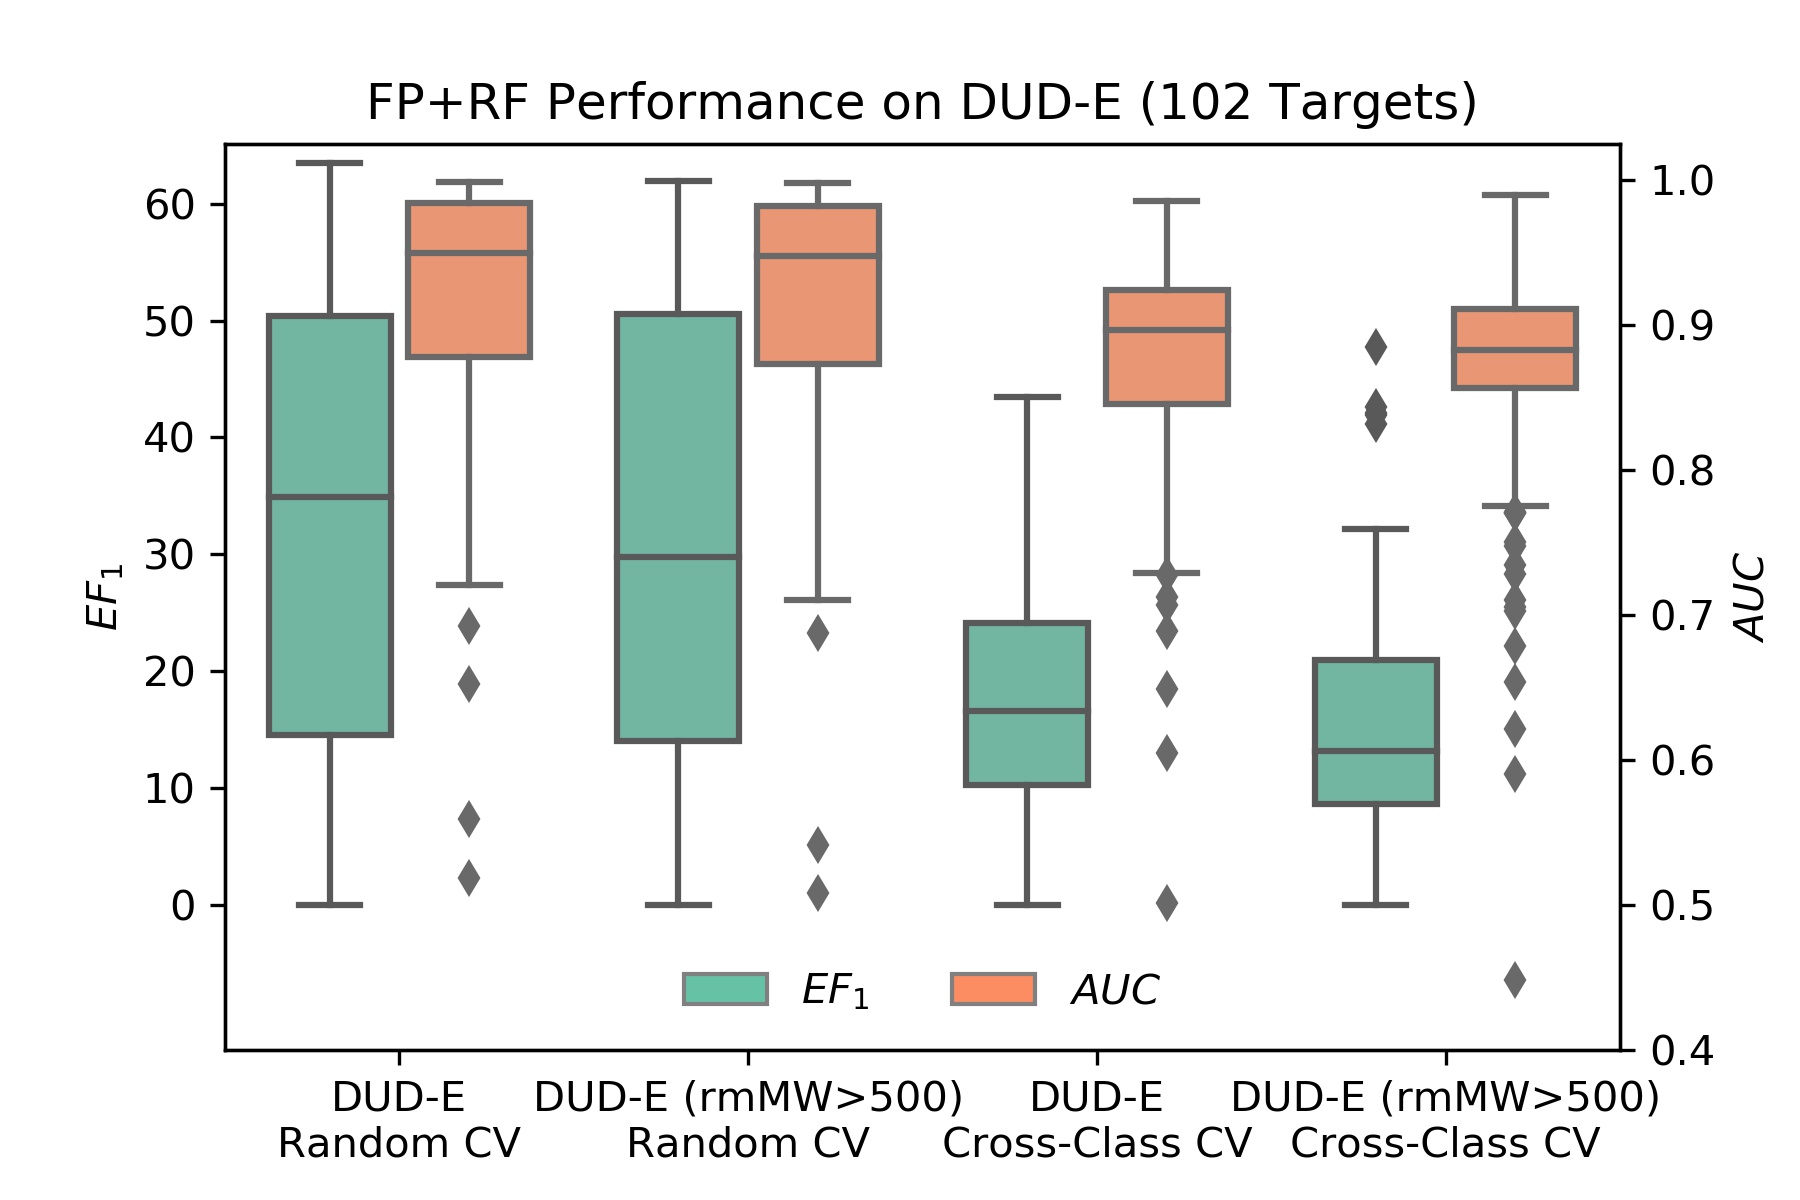 FP+RF Performance on DUD-E (102 Targets)
60
50
40
30
20
10
0
EF₁
1.0
0.9
0.8
0.7
0.6
0.5
0.4
AUC
EF₁ AUC
DUD-E DUD-E (rmMW>500) DUD-E DUD-E (rmMW>500)
Random CV Random CV Cross-Class CV Cross-Class CV